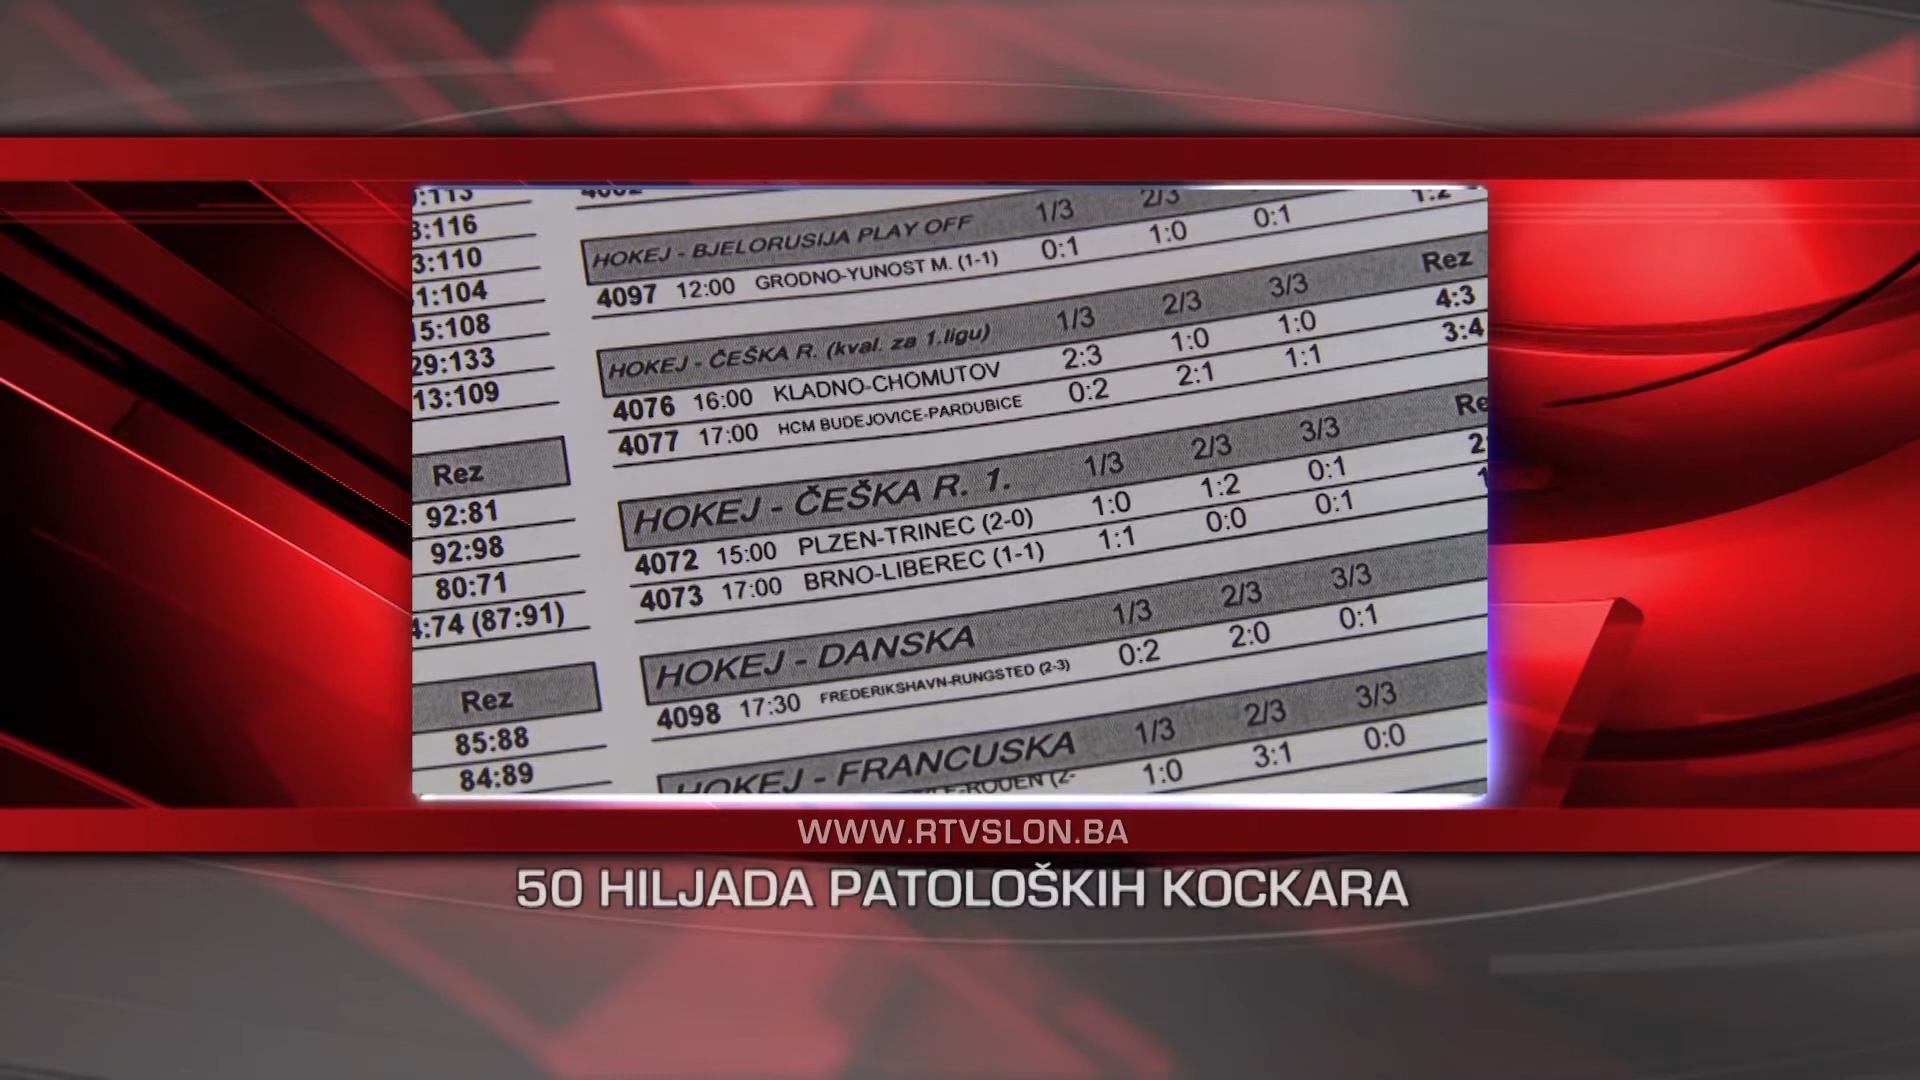 8:116
3:110
1:104
15:108
29:133
13:109
Rez
92:81
92:98
80:71
4:74 (87:91)
Rez
85:88
84:89
HOKEJ - BJELORUSIJA PLAY OFF 1/3 2/3
4097 12:00 GRODNO-YUNOST M. (1-1) 0:1 1:0 0:1 1:2
HOKEJ - ČEŠKA R. (kval. za 1.ligu) 1/3 2/3 3/3 Rez
4076 16:00 KLADNO-CHOMUTOV 2:3 1:0 1:0 4:3
4077 17:00 HCM BUDEJOVICE-PARDUBICE 0:2 2:1 1:1 3:4
HOKEJ - ČEŠKA R. 1. 1/3 2/3 3/3 Re
4072 15:00 PLZEN-TRINEC (2-0) 1:0 1:2 0:1 2:
4073 17:00 BRNO-LIBEREC (1-1) 1:1 0:0 0:1
HOKEJ - DANSKA 1/3 2/3 3/3
4098 17:30 FREDERIKSHAVN-RUNGSTED (2-3) 0:2 2:0 0:1
HOKEJ - FRANCUSKA 1/3 2/3 3/3
-ROUEN (2- 1:0 3:1 0:0
WWW.RTVSLON.BA
50 HILJADA PATOLOŠKIH KOCKARA